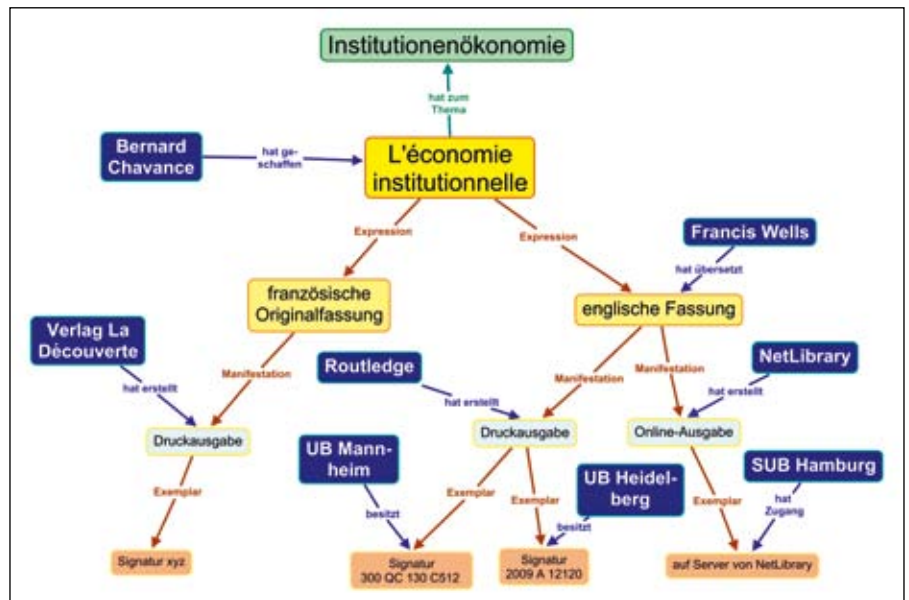 Institutionenökonomie
hat zum
Thema
Bernard
Chavance
hat ge-
schaffen
L'économie
institutionnelle
Expression
Expression
Francis Wells
hat übersetzt
französische
Originalfassung
englische Fassung
Verlag La
Découverte
Routledge
NetLibrary
Manifestation
Manifestation
Manifestation
hat erstellt
hat erstellt
hat erstellt
Druckausgabe
Druckausgabe
Online-Ausgabe
UB Mann-
heim
UB Heidel-
berg
SUB Hamburg
Exemplar
Exemplar
Exemplar
Exemplar
besitzt
besitzt
hat
Zugang
Signatur xyz
Signatur
300 QC 130 C512
Signatur
2009 A 12120
auf Server von NetLibrary